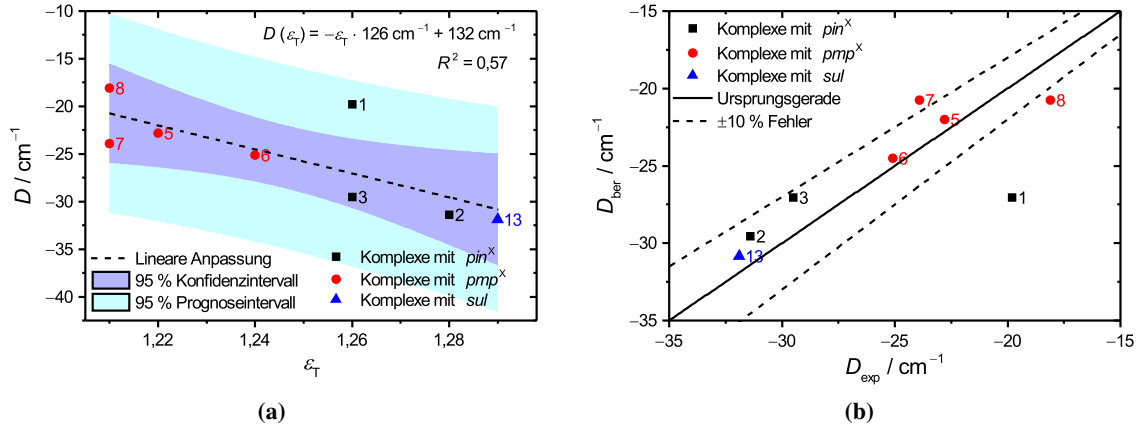 D (εT) = −εT · 126 cm−1 + 132 cm−1
R2 = 0,57
−10
−15
−20
−25
−30
−35
−40
D / cm−1
8
7
5
6
1
3
2
13
Lineare Anpassung
95 % Konfidenzintervall
95 % Prognoseintervall
Komplexe mit pinX
Komplexe mit pmpX
Komplexe mit sul
1,22
1,24
1,26
1,28
εT
(a)
Komplexe mit pinX
Komplexe mit pmpX
Komplexe mit sul
Ursprungsgerade
±10 % Fehler
−15
−20
−25
−30
−35
Dber / cm−1
7
8
5
6
3
1
2
13
−35
−30
−25
−20
−15
Dexp / cm−1
(b)